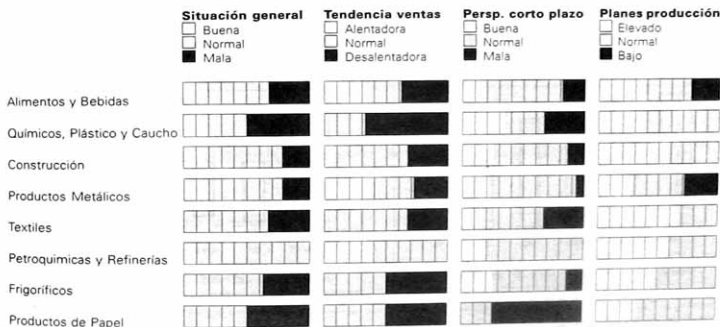 Situación general
Buena
Normal
Mala
Tendencia ventas
Alentadora
Normal
Desalentadora
Persp. corto plazo
Buena
Normal
Mala
Planes producción
Elevado
Normal
Bajo
Alimentos y Bebidas
Químicos, Plástico y Caucho
Construcción
Productos Metálicos
Textiles
Petroquimicas y Refinerías
Frigoríficos
Productos de Papel